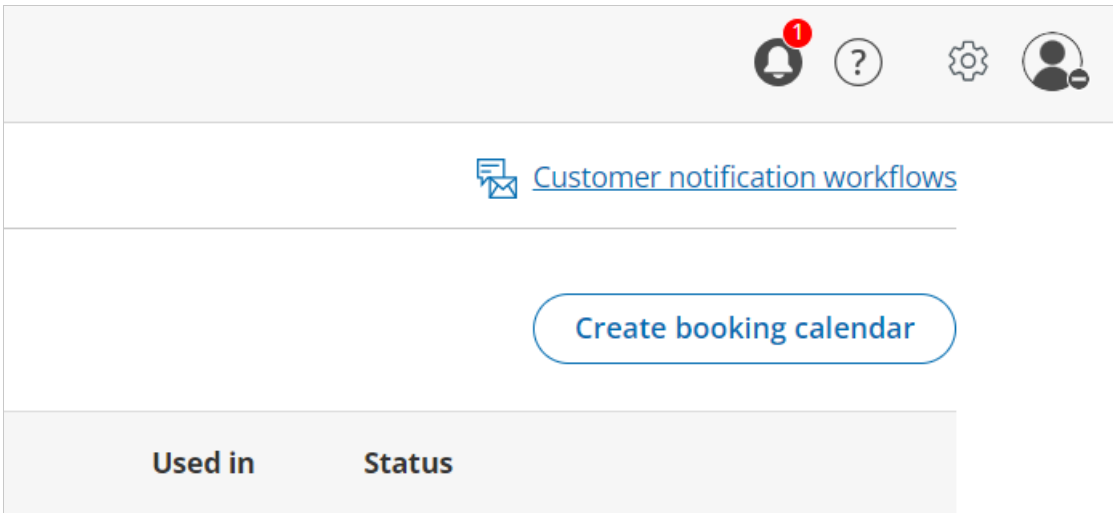 1
?
Customer notification workflows
Create booking calendar
Used in Status